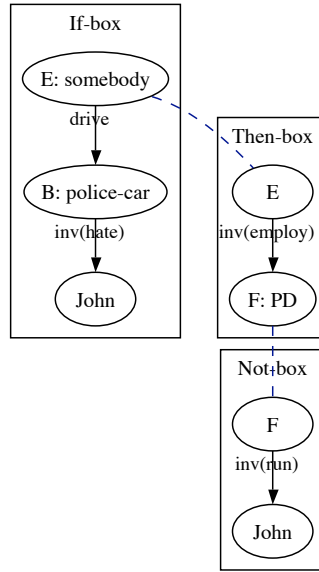 If-box
E: somebody
drive
B: police-car
inv(hate)
John
Then-box
E
inv(employ)
F: PD
Not-box
F
inv(run)
John